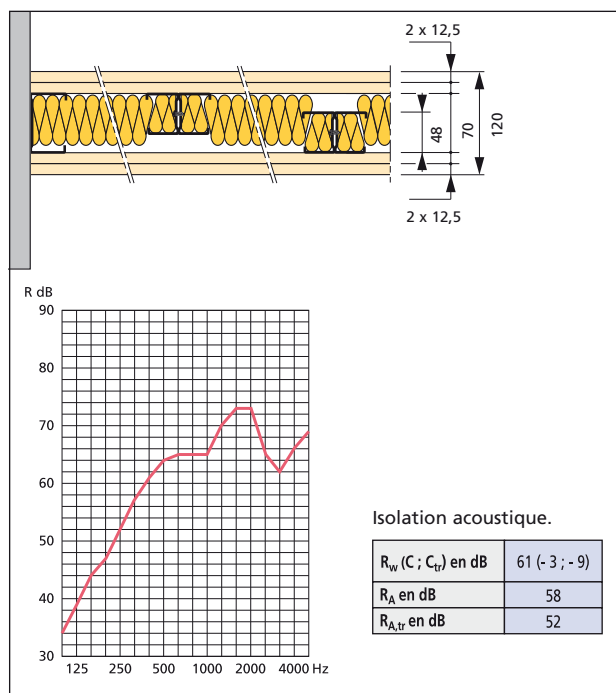 2 x 12,5
48
70
120
2 x 12,5
R dB
90
80
70
60
50
40
30
125 250 500 1000 2000 4000 Hz
Isolation acoustique.
Rw (C ; Ctr) en dB 61 (- 3 ; - 9)
RA en dB 58
RA,tr en dB 52